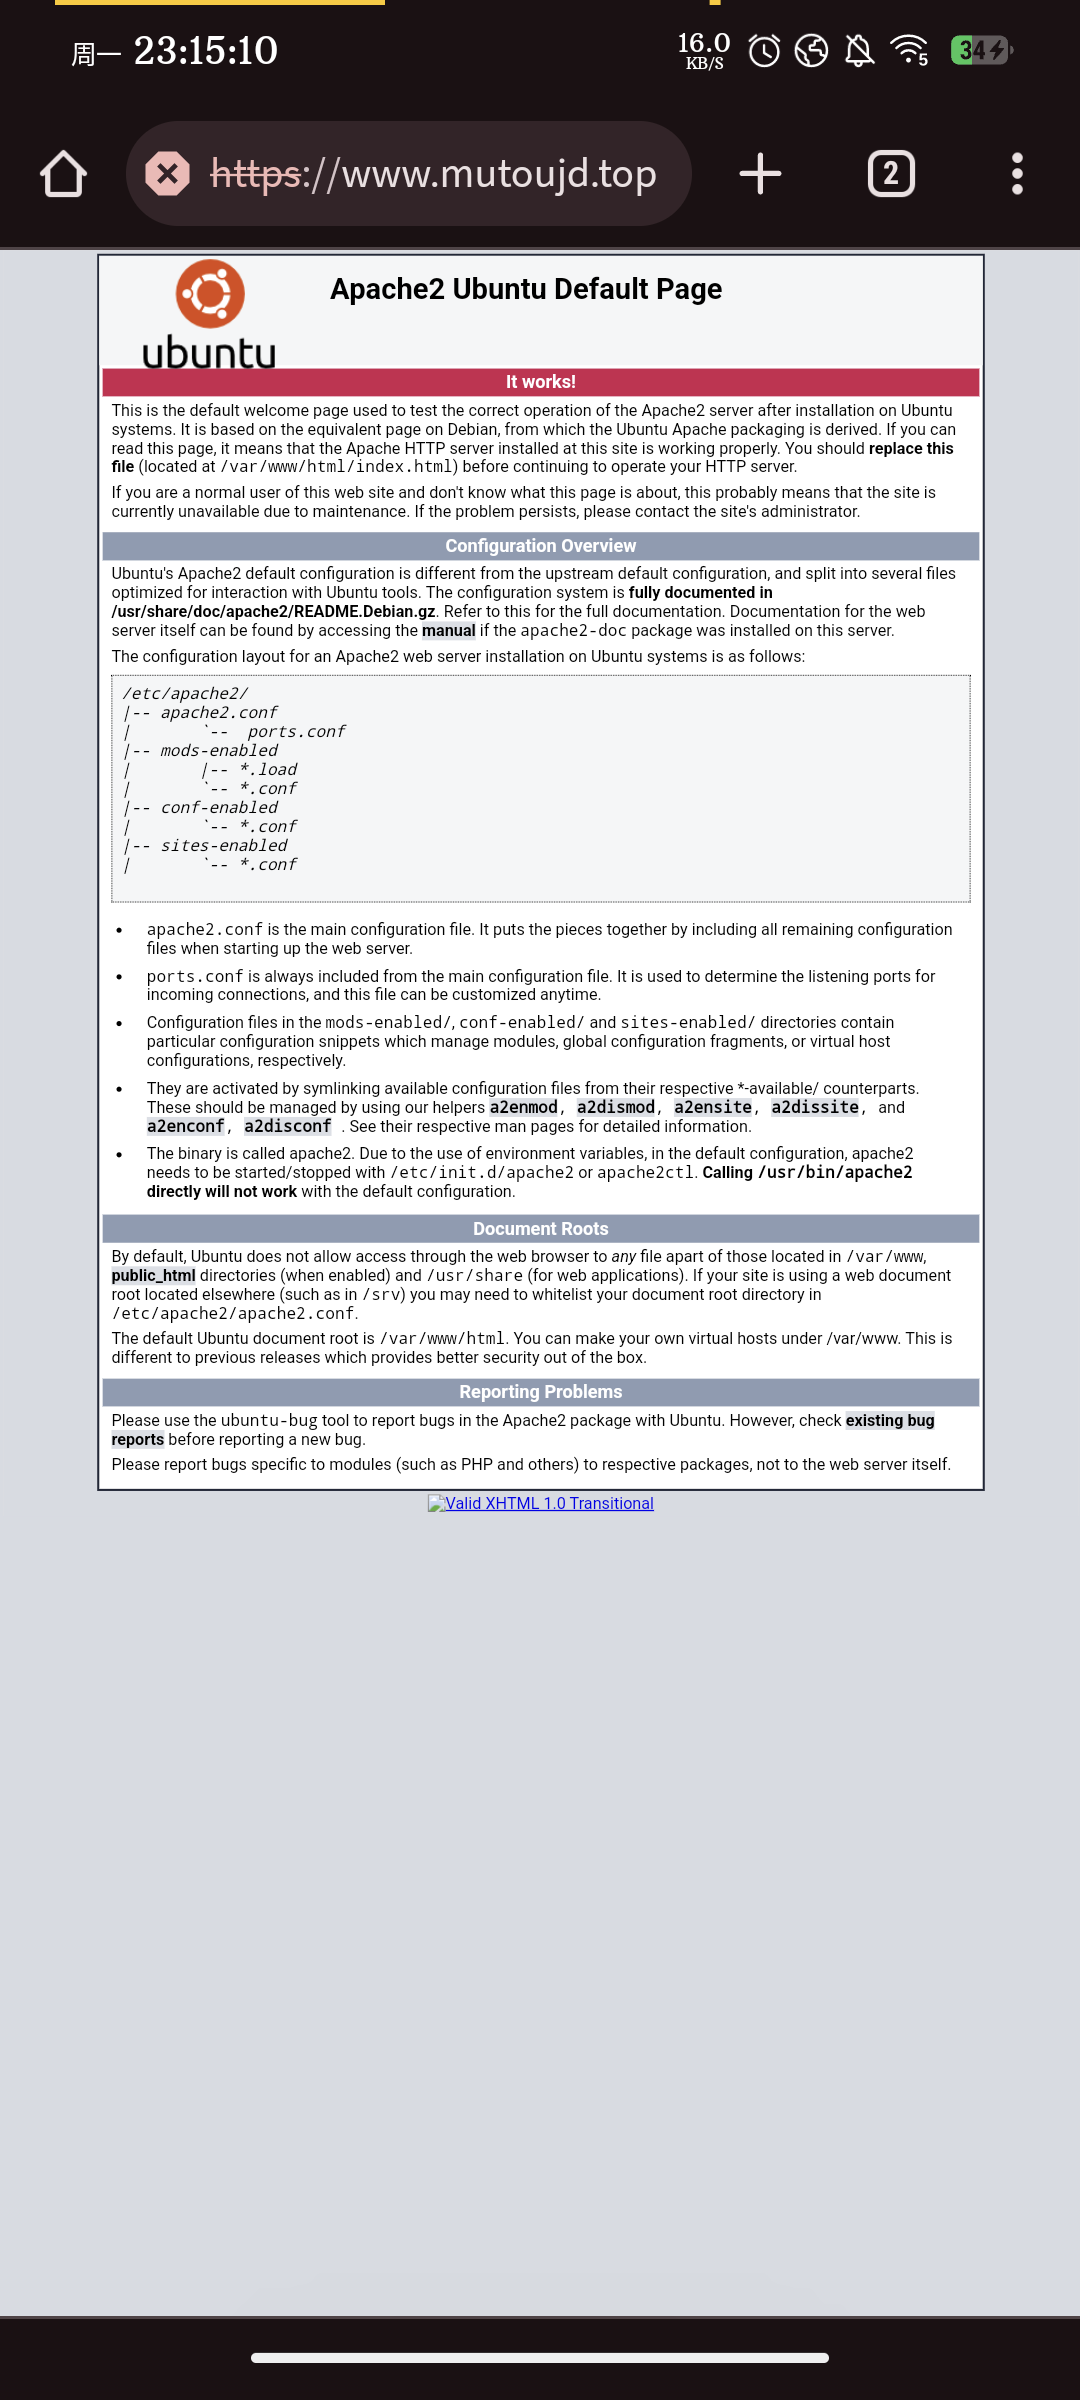 周一 23:15:10
16.0
KB/S
5
34
https://www.mutoujd.top
2
ubuntu
Apache2 Ubuntu Default Page
It works!
This is the default welcome page used to test the correct operation of the Apache2 server after installation on Ubuntu
systems. It is based on the equivalent page on Debian, from which the Ubuntu Apache packaging is derived. If you can
read this page, it means that the Apache HTTP server installed at this site is working properly. You should replace this
file (located at /var/www/html/index.html) before continuing to operate your HTTP server.
If you are a normal user of this web site and don't know what this page is about, this probably means that the site is
currently unavailable due to maintenance. If the problem persists, please contact the site's administrator.
Configuration Overview
Ubuntu's Apache2 default configuration is different from the upstream default configuration, and split into several files
optimized for interaction with Ubuntu tools. The configuration system is fully documented in
/usr/share/doc/apache2/README.Debian.gz. Refer to this for the full documentation. Documentation for the web
server itself can be found by accessing the manual if the apache2-doc package was installed on this server.
The configuration layout for an Apache2 web server installation on Ubuntu systems is as follows:
/etc/apache2/
|-- apache2.conf
|       `--  ports.conf
|-- mods-enabled
|       |-- *.load
|       `-- *.conf
|-- conf-enabled
|       `-- *.conf
|-- sites-enabled
|       `-- *.conf
• apache2.conf is the main configuration file. It puts the pieces together by including all remaining configuration
files when starting up the web server.
• ports.conf is always included from the main configuration file. It is used to determine the listening ports for
incoming connections, and this file can be customized anytime.
• Configuration files in the mods-enabled/, conf-enabled/ and sites-enabled/ directories contain
particular configuration snippets which manage modules, global configuration fragments, or virtual host
configurations, respectively.
• They are activated by symlinking available configuration files from their respective *-available/ counterparts.
These should be managed by using our helpers a2enmod, a2dismod, a2ensite, a2dissite, and
a2enconf, a2disconf . See their respective man pages for detailed information.
• The binary is called apache2. Due to the use of environment variables, in the default configuration, apache2
needs to be started/stopped with /etc/init.d/apache2 or apache2ctl. Calling /usr/bin/apache2
directly will not work with the default configuration.
Document Roots
By default, Ubuntu does not allow access through the web browser to any file apart of those located in /var/www,
public_html directories (when enabled) and /usr/share (for web applications). If your site is using a web document
root located elsewhere (such as in /srv) you may need to whitelist your document root directory in
/etc/apache2/apache2.conf.
The default Ubuntu document root is /var/www/html. You can make your own virtual hosts under /var/www. This is
different to previous releases which provides better security out of the box.
Reporting Problems
Please use the ubuntu-bug tool to report bugs in the Apache2 package with Ubuntu. However, check existing bug
reports before reporting a new bug.
Please report bugs specific to modules (such as PHP and others) to respective packages, not to the web server itself.
Valid XHTML 1.0 Transitional